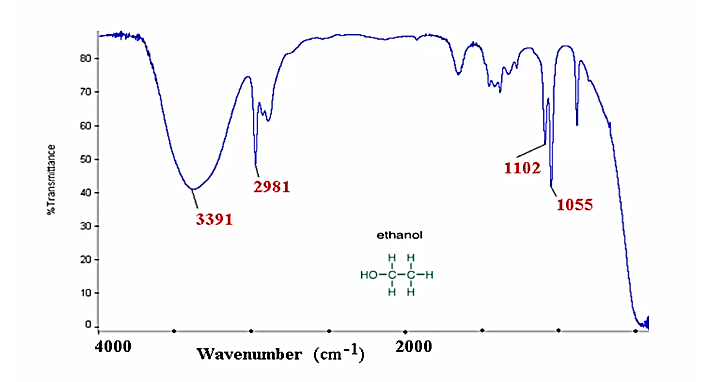 80
70
60
50
40
30
20
10
0
%Transmittance
3391
2981
1102
1055
ethanol
H H
HO-C-C-H
H H
4000
2000
Wavenumber (cm-1)